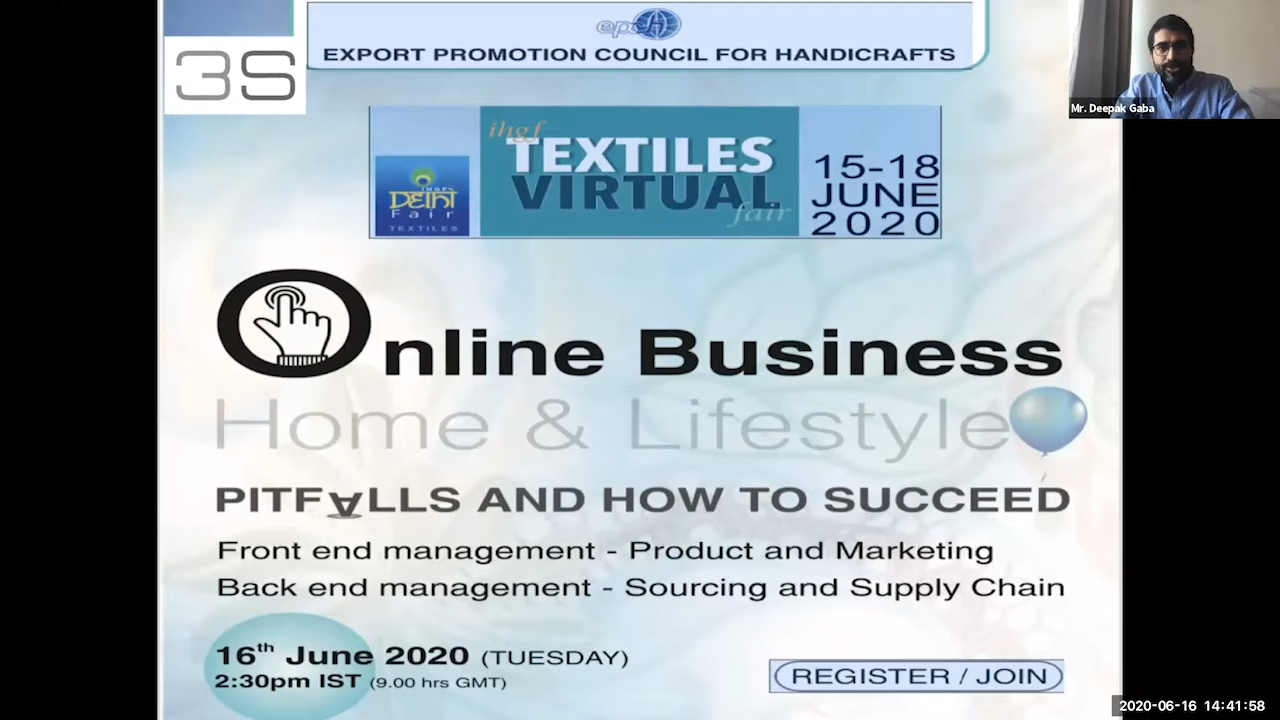 3S
epch
EXPORT PROMOTION COUNCIL FOR HANDICRAFTS
Mr. Deepak Gaba
ihgf
TEXTILES
VIRTUAL
fair
IHGF
DELHI
Fair
TEXTILES
15-18
JUNE
2020
Online Business
Home & Lifestyle
PITFALLS AND HOW TO SUCCEED
Front end management - Product and Marketing
Back end management - Sourcing and Supply Chain
16th June 2020 (TUESDAY)
2:30pm IST (9.00 hrs GMT)
REGISTER / JOIN
2020-06-16 14:41:58